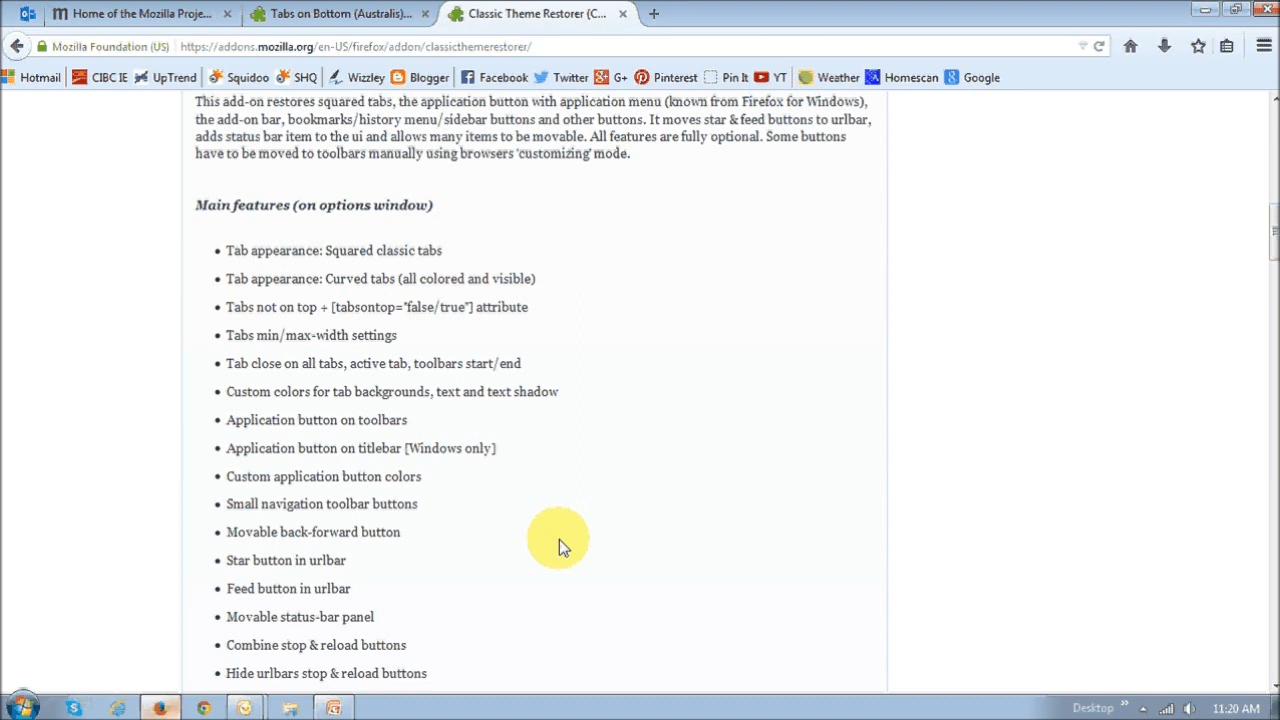 Home of the Mozilla Proje...
Tabs on Bottom (Australis)...
Classic Theme Restorer (C...
Mozilla Foundation (US)
https://addons.mozilla.org/en-US/firefox/addon/classicthemerestorer/
Hotmail CIBC IE UpTrend Squidoo SHQ Wizzley Blogger Facebook Twitter G+ Pinterest Pin It YT Weather Homescan Google
This add-on restores squared tabs, the application button with application menu (known from Firefox for Windows),
the add-on bar, bookmarks/history menu/sidebar buttons and other buttons. It moves star & feed buttons to urlbar,
adds status bar item to the ui and allows many items to be movable. All features are fully optional. Some buttons
have to be moved to toolbars manually using browsers 'customizing' mode.
Main features (on options window)
• Tab appearance: Squared classic tabs
• Tab appearance: Curved tabs (all colored and visible)
• Tabs not on top + [tabsontop="false/true"] attribute
• Tabs min/max-width settings
• Tab close on all tabs, active tab, toolbars start/end
• Custom colors for tab backgrounds, text and text shadow
• Application button on toolbars
• Application button on titlebar [Windows only]
• Custom application button colors
• Small navigation toolbar buttons
• Movable back-forward button
• Star button in urlbar
• Feed button in urlbar
• Movable status-bar panel
• Combine stop & reload buttons
• Hide urlbars stop & reload buttons
Desktop
11:20 AM